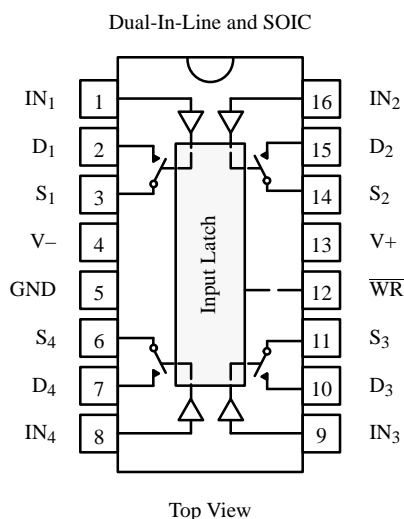 Dual-In-Line and SOIC
IN1 1 16 IN2
D1 2 15 D2
S1 3 14 S2
V– 4 13 V+
GND 5 12 W̅R̅
S4 6 11 S3
D4 7 10 D3
IN4 8 9 IN3
Input Latch
Top View